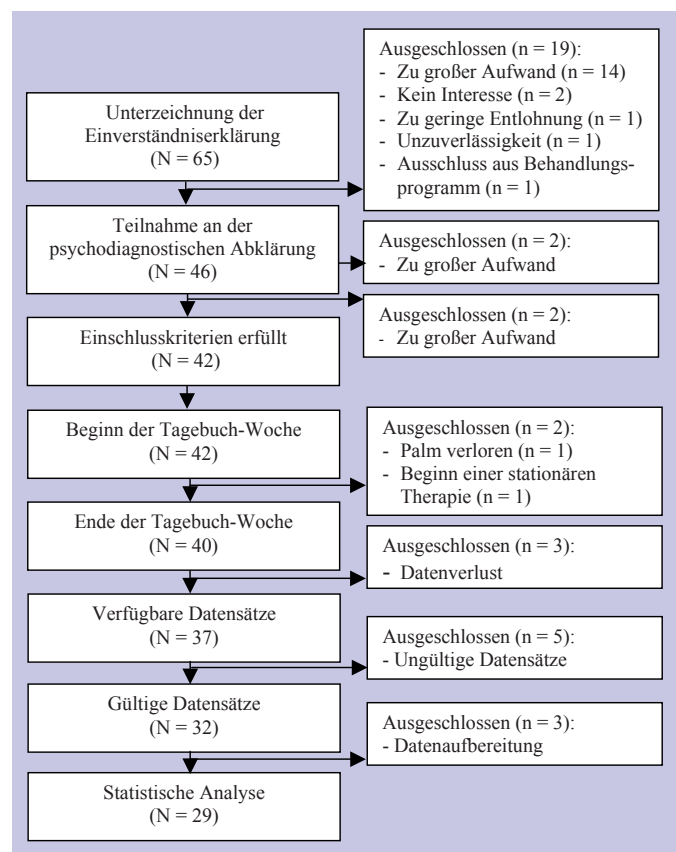 Unterzeichnung der
Einverständniserklärung
(N = 65)
Ausgeschlossen (n = 19):
- Zu großer Aufwand (n = 14)
- Kein Interesse (n = 2)
- Zu geringe Entlohnung (n = 1)
- Unzuverlässigkeit (n = 1)
- Ausschluss aus Behandlungs-
programm (n = 1)
Teilnahme an der
psychodiagnostischen Abklärung
(N = 46)
Ausgeschlossen (n = 2):
- Zu großer Aufwand
Ausgeschlossen (n = 2):
- Zu großer Aufwand
Einschlusskriterien erfüllt
(N = 42)
Beginn der Tagebuch-Woche
(N = 42)
Ausgeschlossen (n = 2):
- Palm verloren (n = 1)
- Beginn einer stationären
Therapie (n = 1)
Ende der Tagebuch-Woche
(N = 40)
Ausgeschlossen (n = 3):
- Datenverlust
Verfügbare Datensätze
(N = 37)
Ausgeschlossen (n = 5):
- Ungültige Datensätze
Gültige Datensätze
(N = 32)
Ausgeschlossen (n = 3):
- Datenaufbereitung
Statistische Analyse
(N = 29)